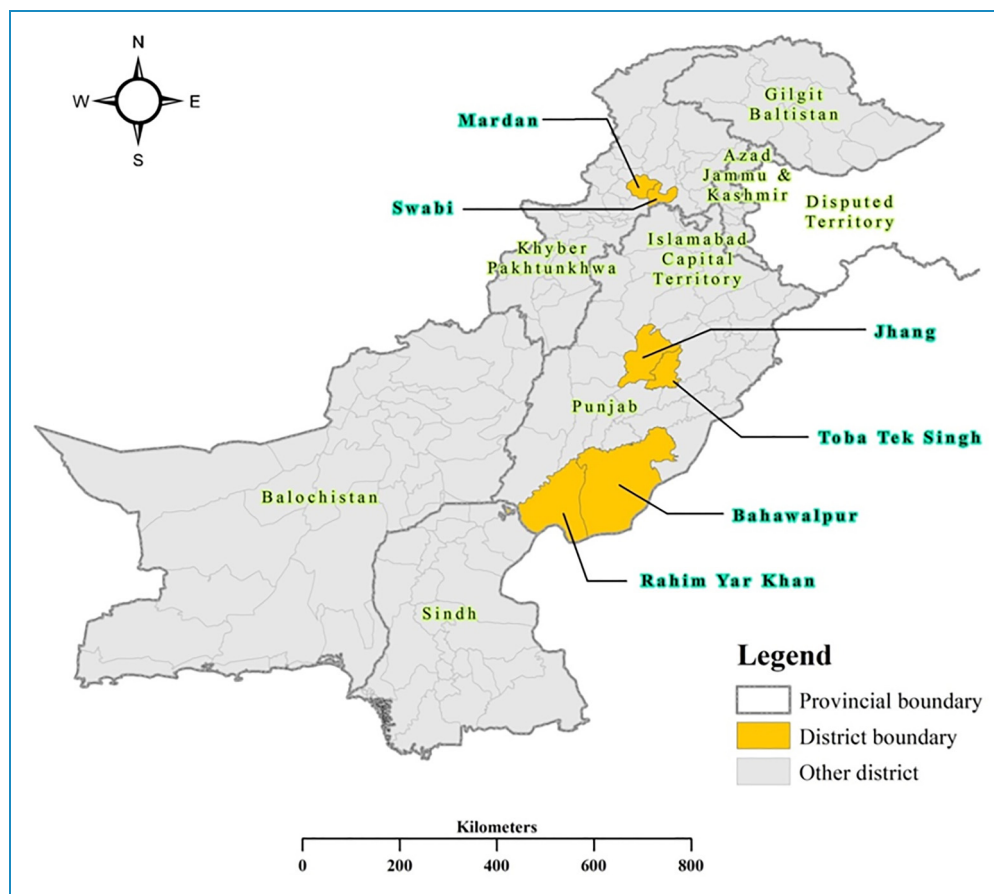 N
W
E
S
Gilgit
Baltistan
Mardan
Azad
Jammu &
Kashmir
Swabi
Disputed
Territory
Khyber
Pakhtunkhwa
Islamabad
Capital
Territory
Jhang
Punjab
Toba Tek Singh
Balochistan
Bahawalpur
Rahim Yar Khan
Sindh
Legend
Provincial boundary
District boundary
Other district
Kilometers
0 200 400 600 800